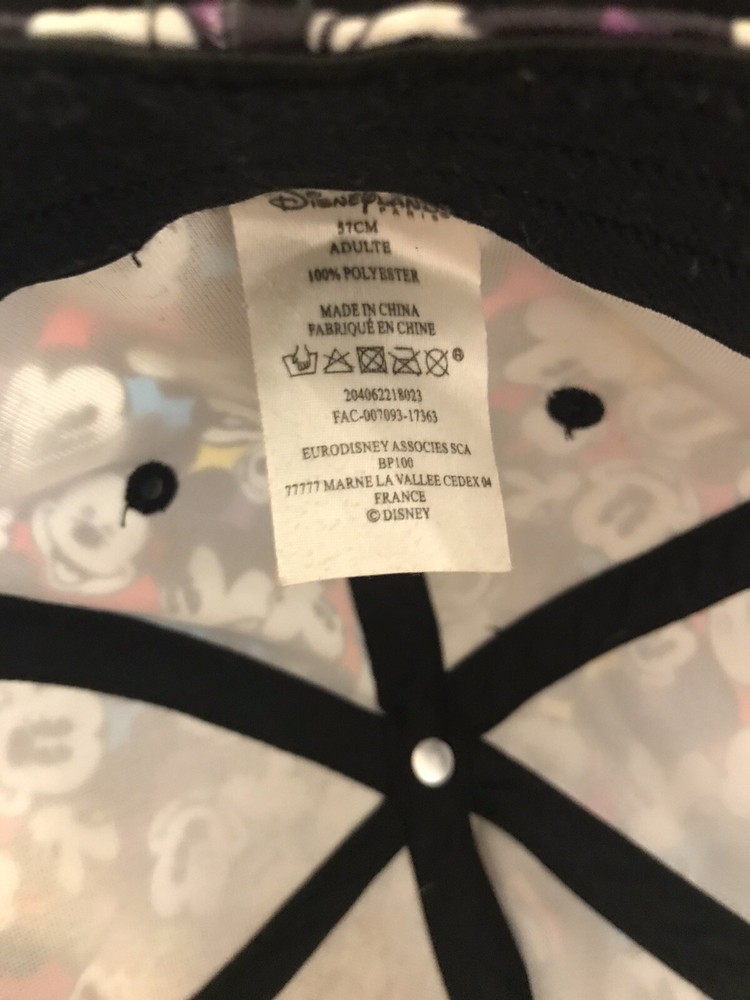 DISNEYLAND
PARIS
57CM
ADULTE
100% POLYESTER
MADE IN CHINA
FABRIQUÉ EN CHINE
®
204062218023
FAC-007093-17363
EURODISNEY ASSOCIES SCA
BP100
77777 MARNE LA VALLEE CEDEX 04
FRANCE
© DISNEY